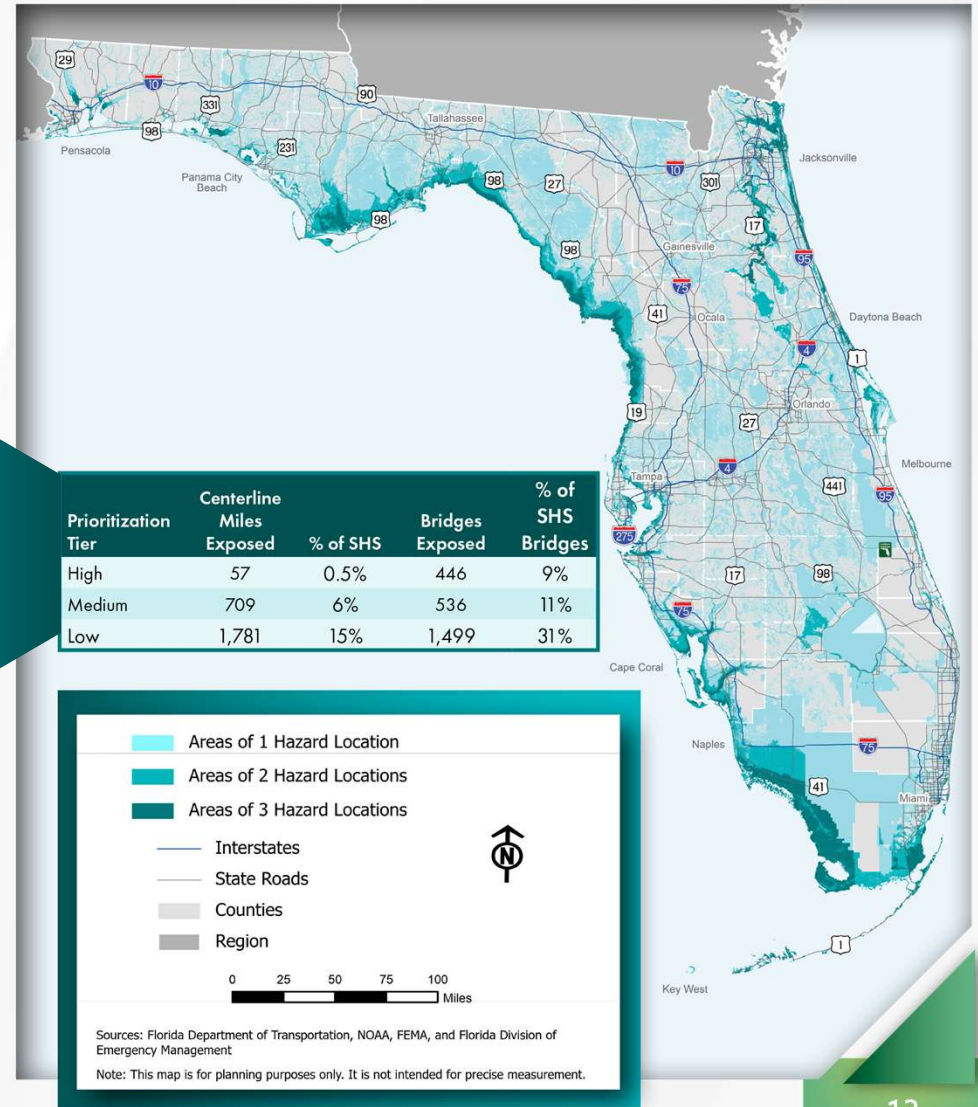 29
10
90
331
Tallahassee
98
Pensacola
231
Jacksonville
10
301
Panama City
Beach
98
27
98
17
98
Gainesville
95
75
41
Ocala
Daytona Beach
4
1
Orlando
19
27
Tampa
4
Melbourne
441
95
275
17
98
75
Prioritization Tier
Centerline Miles Exposed
% of SHS
Bridges Exposed
% of SHS Bridges
High 57 0.5% 446 9%
Medium 709 6% 536 11%
Low 1,781 15% 1,499 31%
Cape Coral
Naples
75
41
Miami
1
Key West
Areas of 1 Hazard Location
Areas of 2 Hazard Locations
Areas of 3 Hazard Locations
Interstates
State Roads
Counties
Region
N
0 25 50 75 100
Miles
Sources: Florida Department of Transportation, NOAA, FEMA, and Florida Division of
Emergency Management
Note: This map is for planning purposes only. It is not intended for precise measurement.